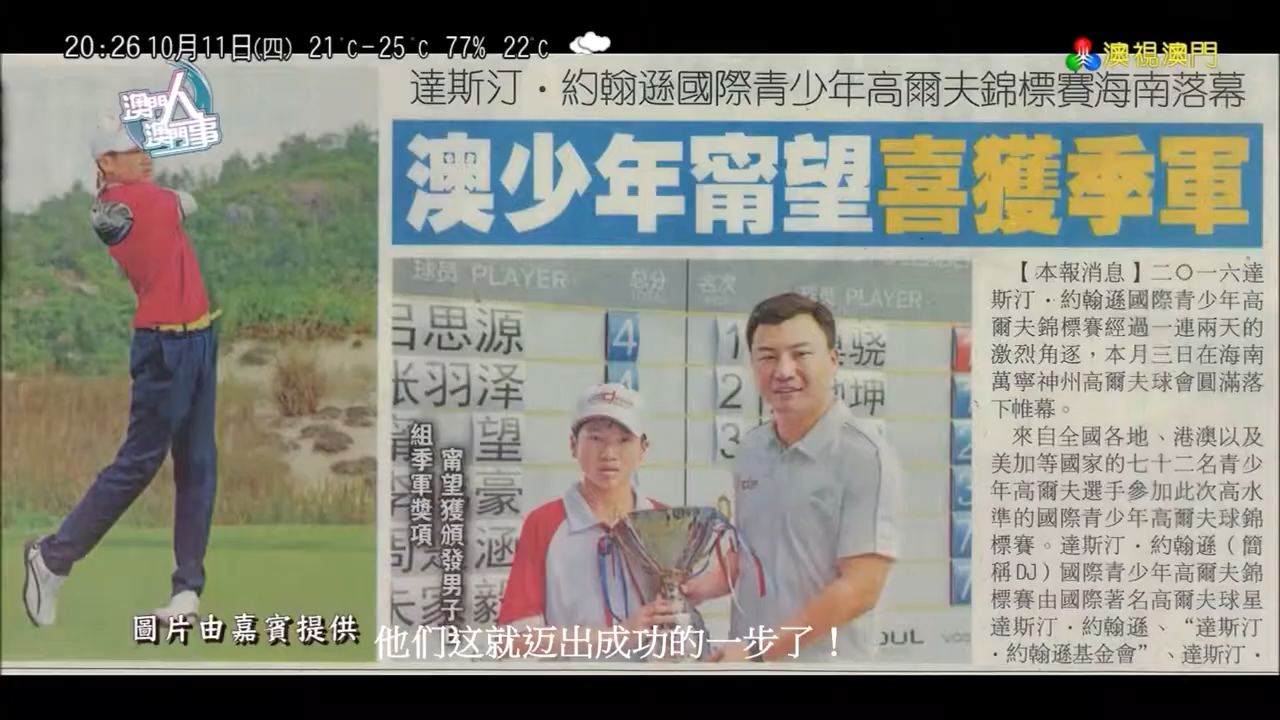 20:26 10月11日(四) 21°C-25°C 77% 22°C
澳視澳門
澳門人
澳門事
達斯汀·約翰遜國際青少年高爾夫錦標賽海南落幕
澳少年甯望喜獲季軍
球员 PLAYER 总分 名次 PLAYER
吕思源 4 1 骁
张羽泽 4 2 坤
望 3
豪
涵
毅
甯望獲頒發男子
組季軍獎項
【本報消息】二○一六達
斯汀·約翰遜國際青少年高
爾夫錦標賽經過一連兩天的
激烈角逐，本月三日在海南
萬寧神州高爾夫球會圓滿落
下帷幕。
來自全國各地、港澳以及
美加等國家的七十二名青少
年高爾夫選手參加此次高水
準的國際青少年高爾夫球錦
標賽。達斯汀·約翰遜（簡
稱DJ）國際青少年高爾夫錦
標賽由國際著名高爾夫球星
達斯汀·約翰遜、“達斯汀
·約翰遜基金會”、達斯汀·
圖片由嘉賓提供
他们这就迈出成功的一步了！